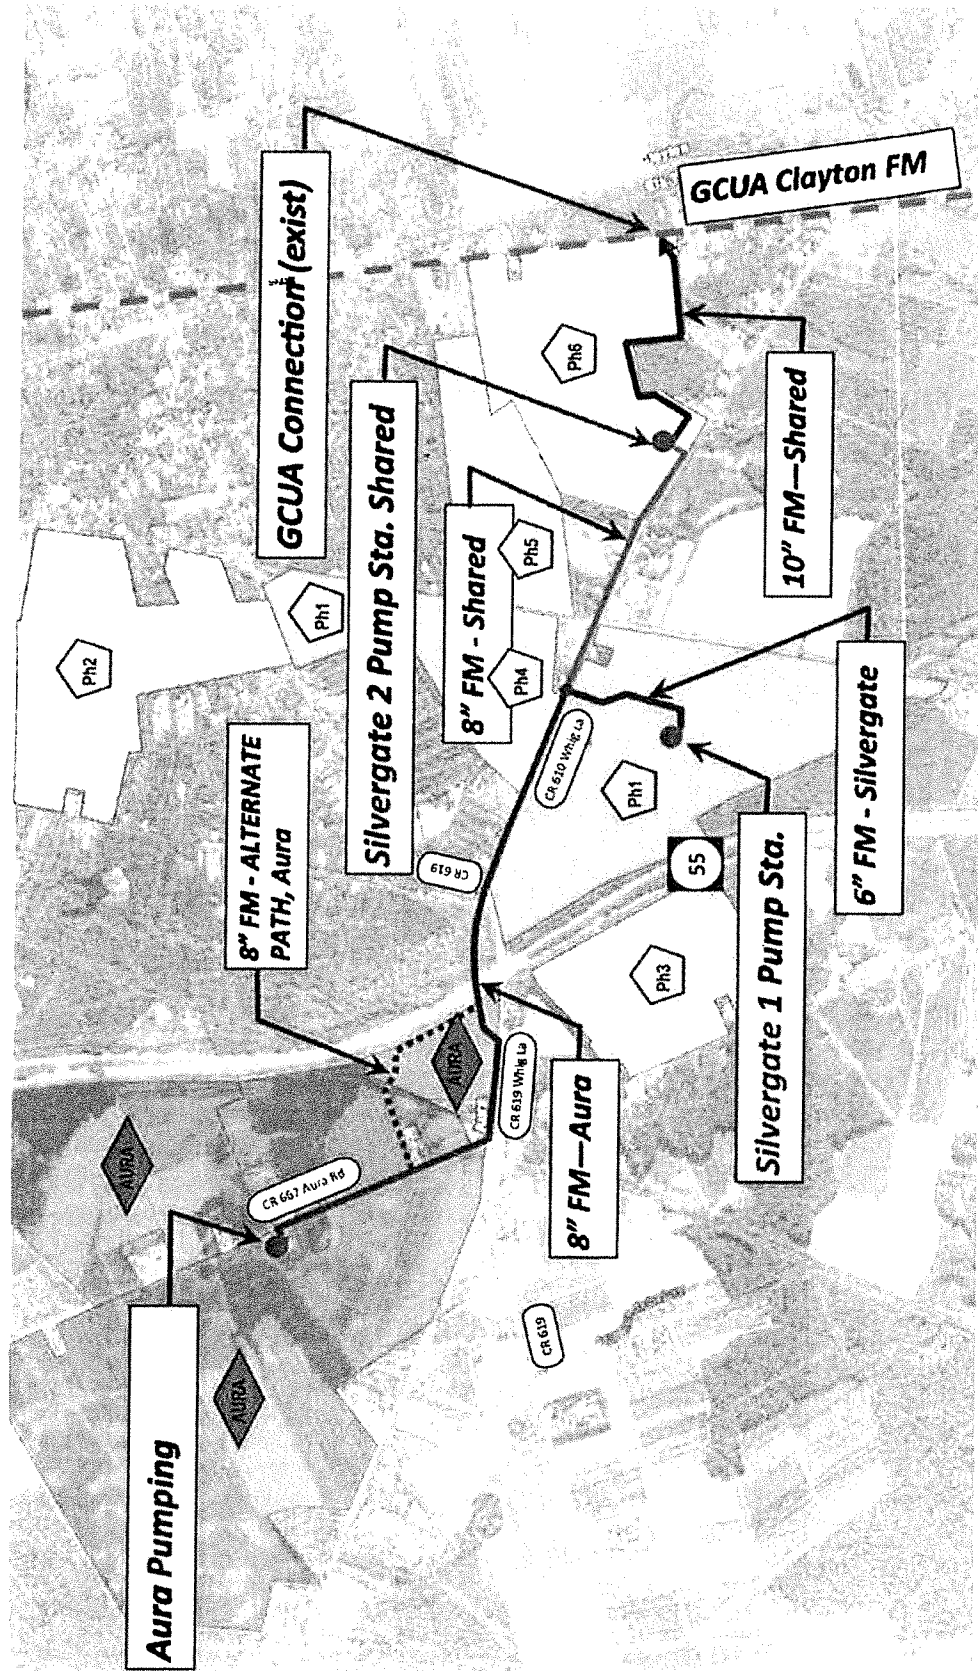 Aura Pumping
AURA
AURA
CR 667 Aura Rd
8" FM - ALTERNATE
PATH, Aura
AURA
CR 619 Whig La
CR 619
8" FM—Aura
CR 619
Ph2
Ph1
Silvergate 2 Pump Sta. Shared
GCUA Connection (exist)
8" FM - Shared
Ph4
Ph5
Ph6
CR 610 Whig La
Ph1
Ph3
55
Silvergate 1 Pump Sta.
6" FM - Silvergate
10" FM—Shared
GCUA Clayton FM